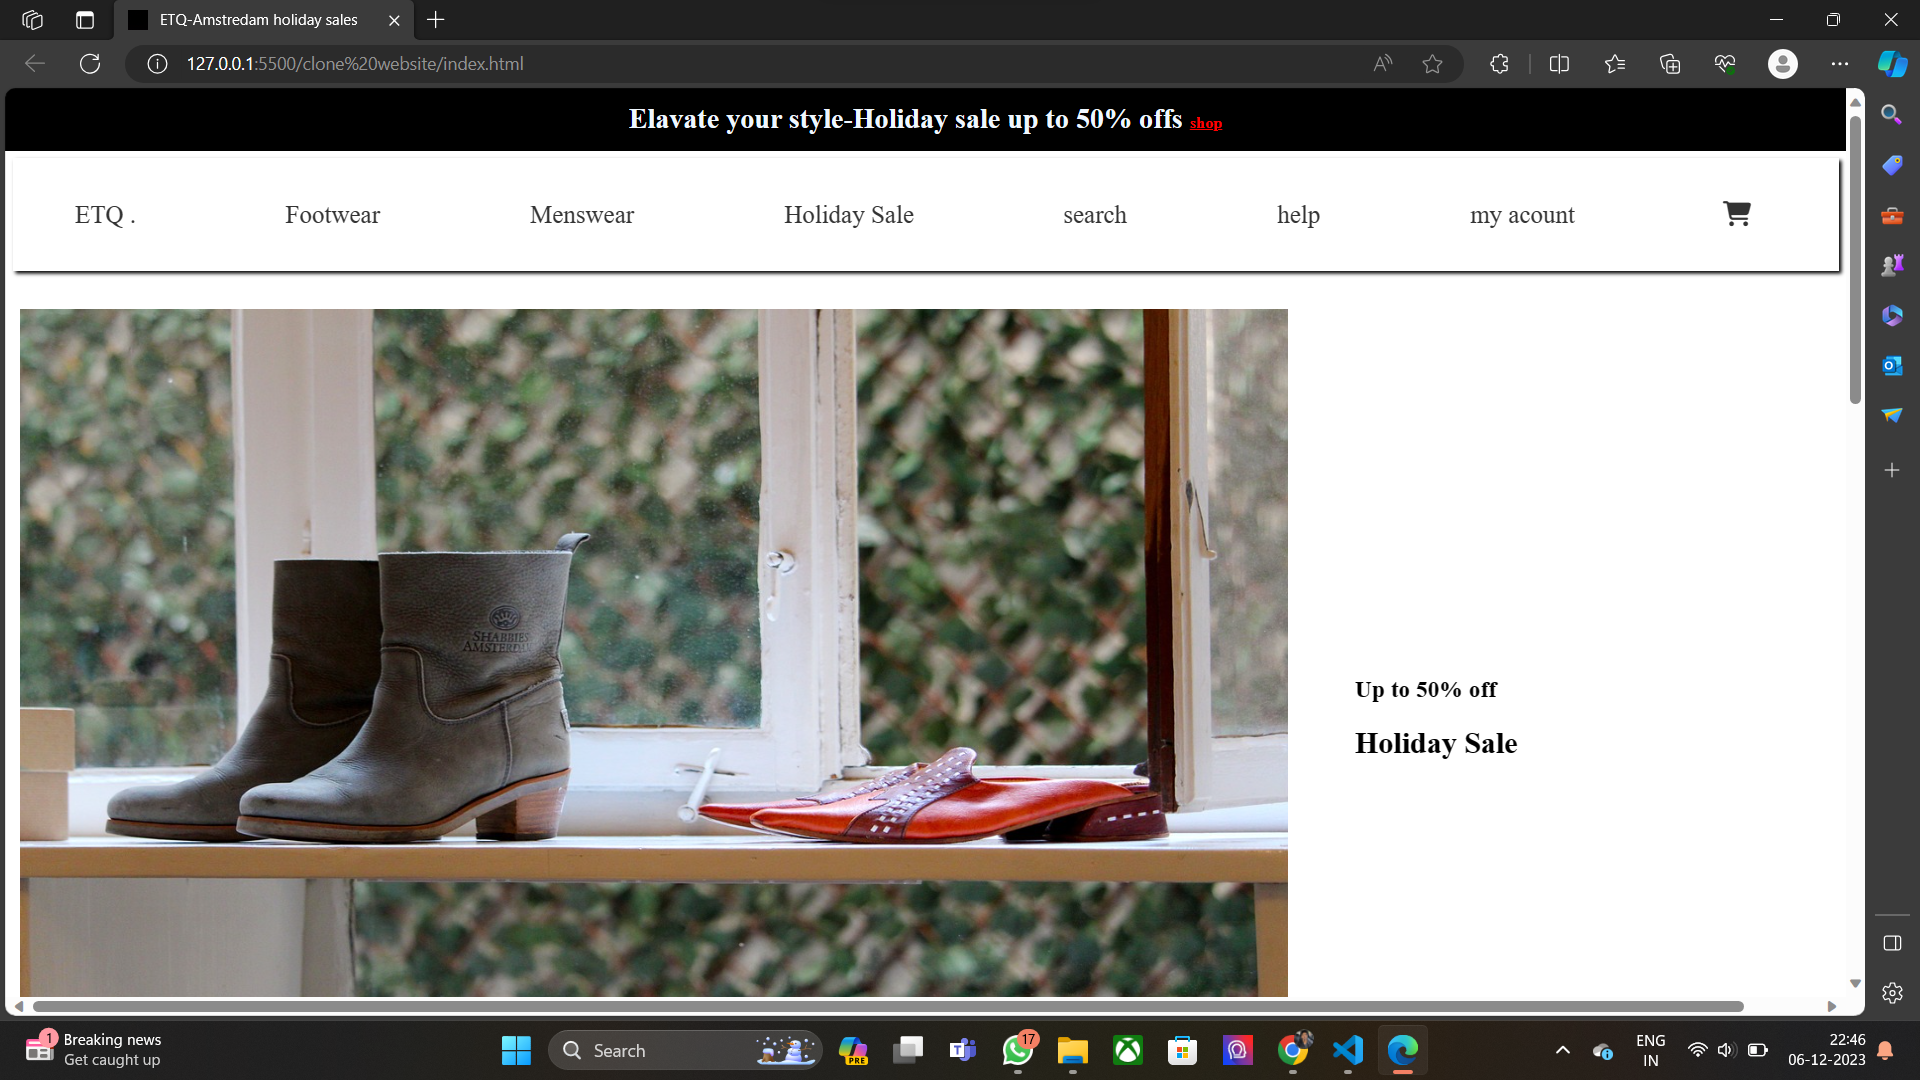 ETQ-Amstredam holiday sales
127.0.0.1:5500/clone%20website/index.html
Elavate your style-Holiday sale up to 50% offs shop
ETQ . Footwear Menswear Holiday Sale search help my acount
SHABBIES
AMSTERDAM
Up to 50% off
Holiday Sale
1 Breaking news
Get caught up
Search
PRE
17
ENG
IN
22:46
06-12-2023